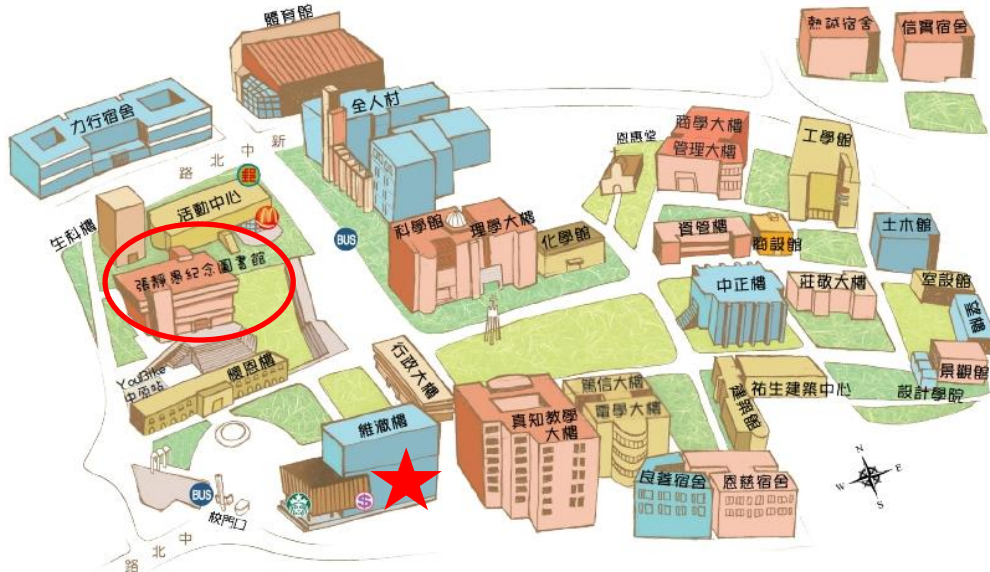 體育館
熱誠宿舍
信實宿舍
全人村
力行宿舍
新中北路
商學大樓
管理大樓
工學館
恩惠堂
郵
活動中心
M
生科樓
BUS
科學館
理學大樓
化學館
資管樓
商設館
土木館
張靜愚紀念圖書館
中正樓
莊敬大樓
室設館
YouBike
中原站
懷恩樓
行政大樓
景觀館
設計學院
篤信大樓
電學大樓
真知教學
大樓
建築館
祐生建築中心
維澈樓
良善宿舍
恩慈宿舍
N
E
W
S
BUS
校門口
$
中北路